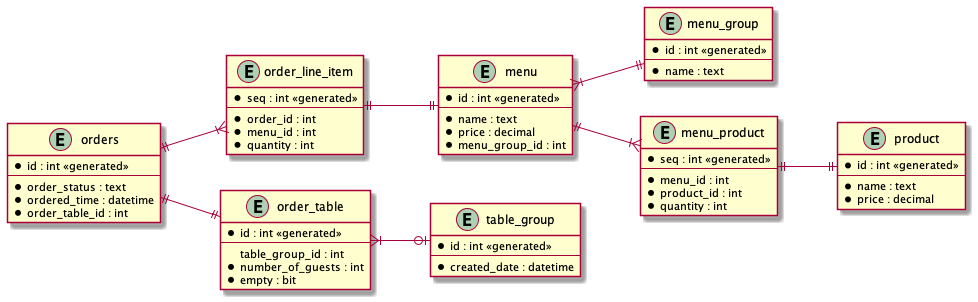 E orders
id : int «generated»
order_status : text
ordered_time : datetime
order_table_id : int
E order_line_item
seq : int «generated»
order_id : int
menu_id : int
quantity : int
E order_table
id : int «generated»
table_group_id : int
number_of_guests : int
empty : bit
E menu
id : int «generated»
name : text
price : decimal
menu_group_id : int
E table_group
id : int «generated»
created_date : datetime
E menu_group
id : int «generated»
name : text
E menu_product
seq : int «generated»
menu_id : int
product_id : int
quantity : int
E product
id : int «generated»
name : text
price : decimal